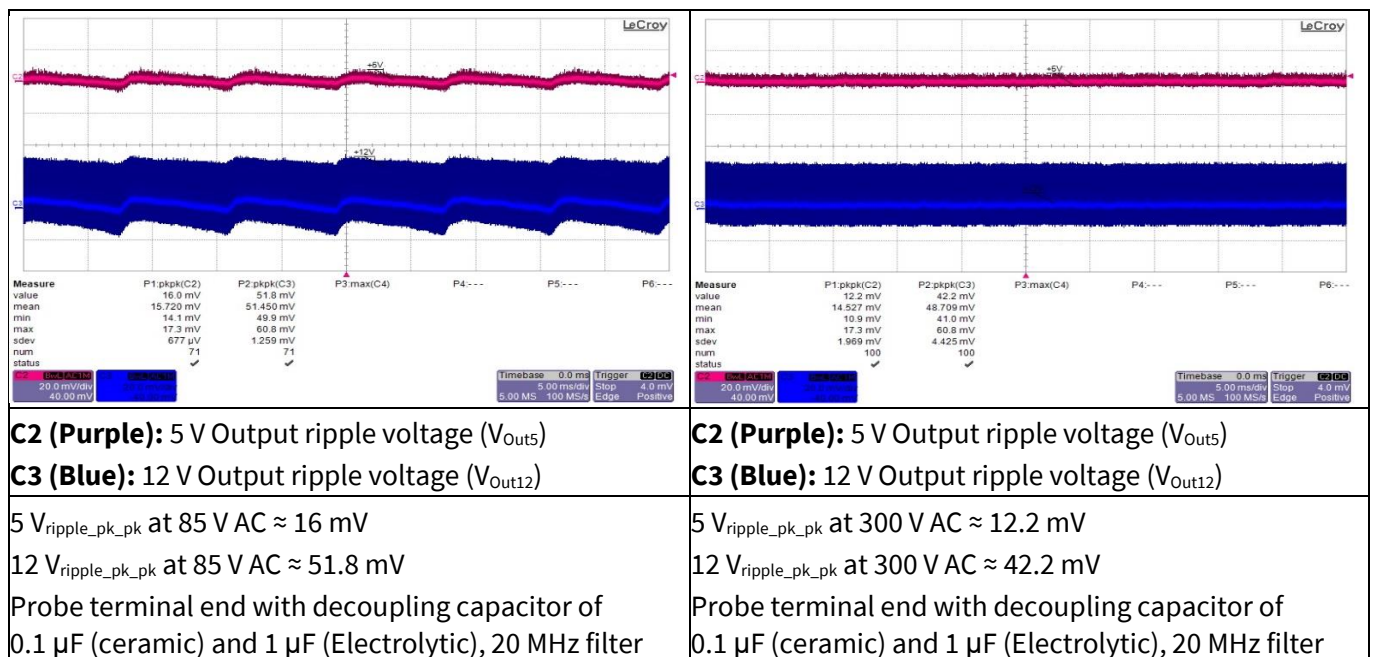 LeCroy
C2
+5V
+12V
C3
Measure P1:pkpk(C2) P2:pkpk(C3) P3:max(C4) P4:--- P5:--- P6:---
value 16.0 mV 51.8 mV
mean 15.720 mV 51.450 mV
min 14.1 mV 49.9 mV
max 17.3 mV 60.8 mV
sdev 677 µV 1.259 mV
num 71 71
status ✓ ✓
C2
Timebase 0.0 ms Trigger C2 DC
20.0 mV/div 5.00 ms/div Stop 4.0 mV
40.00 mV 5.00 MS 100 MS/s Edge Positive
LeCroy
C2
+5V
C3
Measure P1:pkpk(C2) P2:pkpk(C3) P3:max(C4) P4:--- P5:--- P6:---
value 12.2 mV 42.2 mV
mean 14.527 mV 48.709 mV
min 10.9 mV 41.0 mV
max 17.3 mV 60.8 mV
sdev 1.969 mV 4.425 mV
num 100 100
status ✓ ✓
C2
Timebase 0.0 ms Trigger C2 DC
20.0 mV/div 5.00 ms/div Stop 4.0 mV
40.00 mV 5.00 MS 100 MS/s Edge Positive
C2 (Purple): 5 V Output ripple voltage (VOut5)
C3 (Blue): 12 V Output ripple voltage (VOut12)
C2 (Purple): 5 V Output ripple voltage (VOut5)
C3 (Blue): 12 V Output ripple voltage (VOut12)
5 Vripple_pk_pk at 85 V AC ≈ 16 mV
12 Vripple_pk_pk at 85 V AC ≈ 51.8 mV
Probe terminal end with decoupling capacitor of
0.1 µF (ceramic) and 1 µF (Electrolytic), 20 MHz filter
5 Vripple_pk_pk at 300 V AC ≈ 12.2 mV
12 Vripple_pk_pk at 300 V AC ≈ 42.2 mV
Probe terminal end with decoupling capacitor of
0.1 µF (ceramic) and 1 µF (Electrolytic), 20 MHz filter